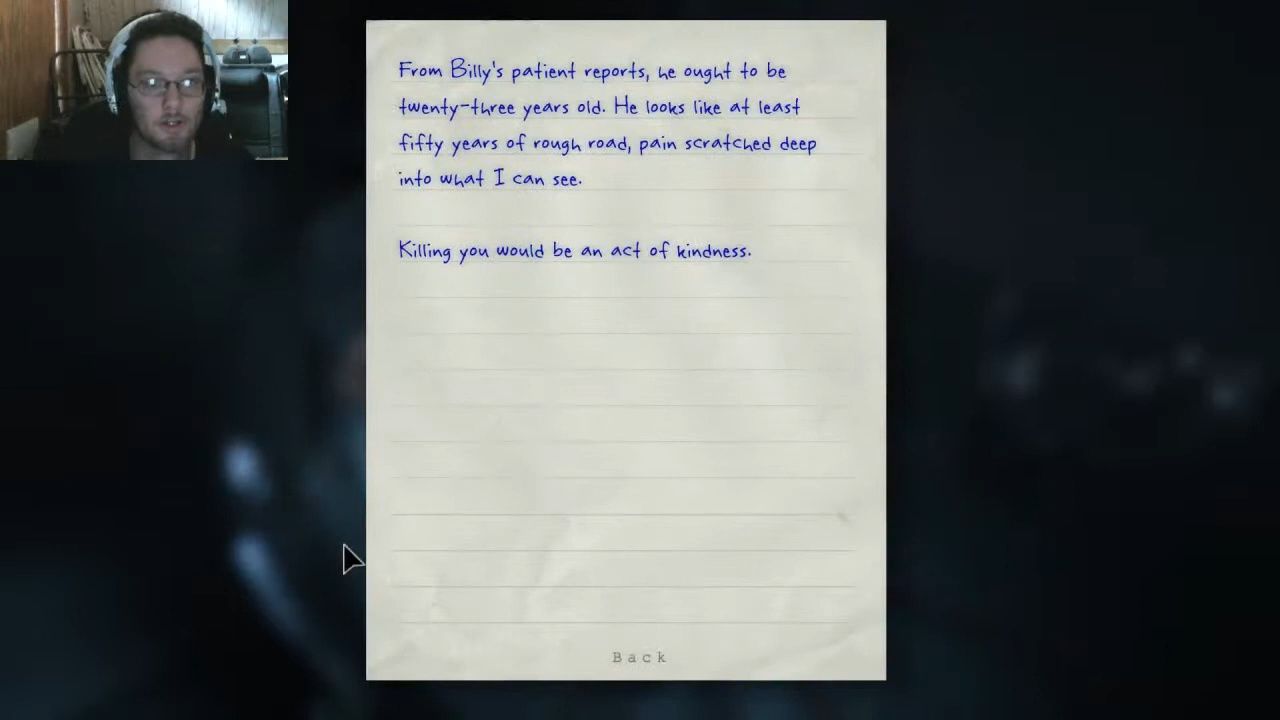 From Billy's patient reports, he ought to be
twenty-three years old. He looks like at least
fifty years of rough road, pain scratched deep
into what I can see.
Killing you would be an act of kindness.
Back